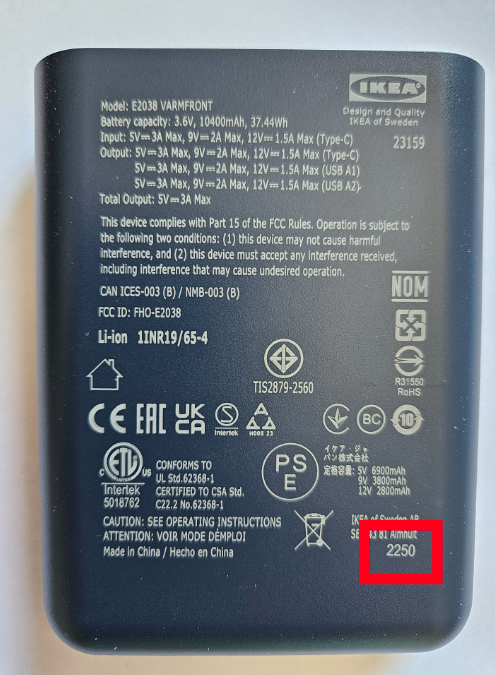 IKEA
Design and Quality
IKEA of Sweden
23159
Model: E2038 VARMFRONT
Battery capacity: 3.6V, 10400mAh, 37.44Wh
Input: 5V⎓3A Max, 9V⎓2A Max, 12V⎓1.5A Max (Type-C)
Output: 5V⎓3A Max, 9V⎓2A Max, 12V⎓1.5A Max (Type-C)
5V⎓3A Max, 9V⎓2A Max, 12V⎓1.5A Max (USB A1)
5V⎓3A Max, 9V⎓2A Max, 12V⎓1.5A Max (USB A2).
Total Output: 5V⎓3A Max
This device complies with Part 15 of the FCC Rules. Operation is subject to
the following two conditions: (1) this device may not cause harmful
interference, and (2) this device must accept any interference received,
including interference that may cause undesired operation.
CAN ICES-003 (B) / NMB-003 (B)
FCC ID: FHO-E2038
Li-ion 1INR19/65-4
NOM
TIS2879-2560
R31550
RoHS
CE EAC UK
CA
S
Intertek
HOBS 23
BC
10
ETL
C US
Intertek
5018762
CONFORMS TO
UL Std.62368-1
CERTIFIED TO CSA Std.
C22.2 No.62368-1
PS
E
イケア・ジャ
パン株式会社
定格容量: 5V 6900mAh
9V 3800mAh
12V 2800mAh
CAUTION: SEE OPERATING INSTRUCTIONS
ATTENTION: VOIR MODE DÉMPLOI
Made in China / Hecho en China
IKEA of Sweden AB
SE 43 81 Älmhult
2250